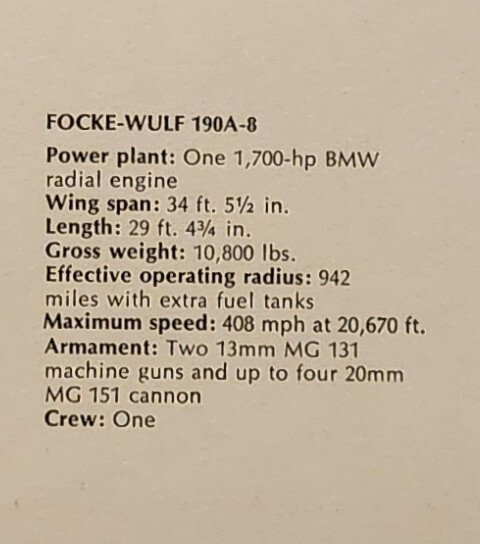 FOCKE-WULF 190A-8
Power plant: One 1,700-hp BMW
radial engine
Wing span: 34 ft. 5½ in.
Length: 29 ft. 4¾ in.
Gross weight: 10,800 lbs.
Effective operating radius: 942
miles with extra fuel tanks
Maximum speed: 408 mph at 20,670 ft.
Armament: Two 13mm MG 131
machine guns and up to four 20mm
MG 151 cannon
Crew: One